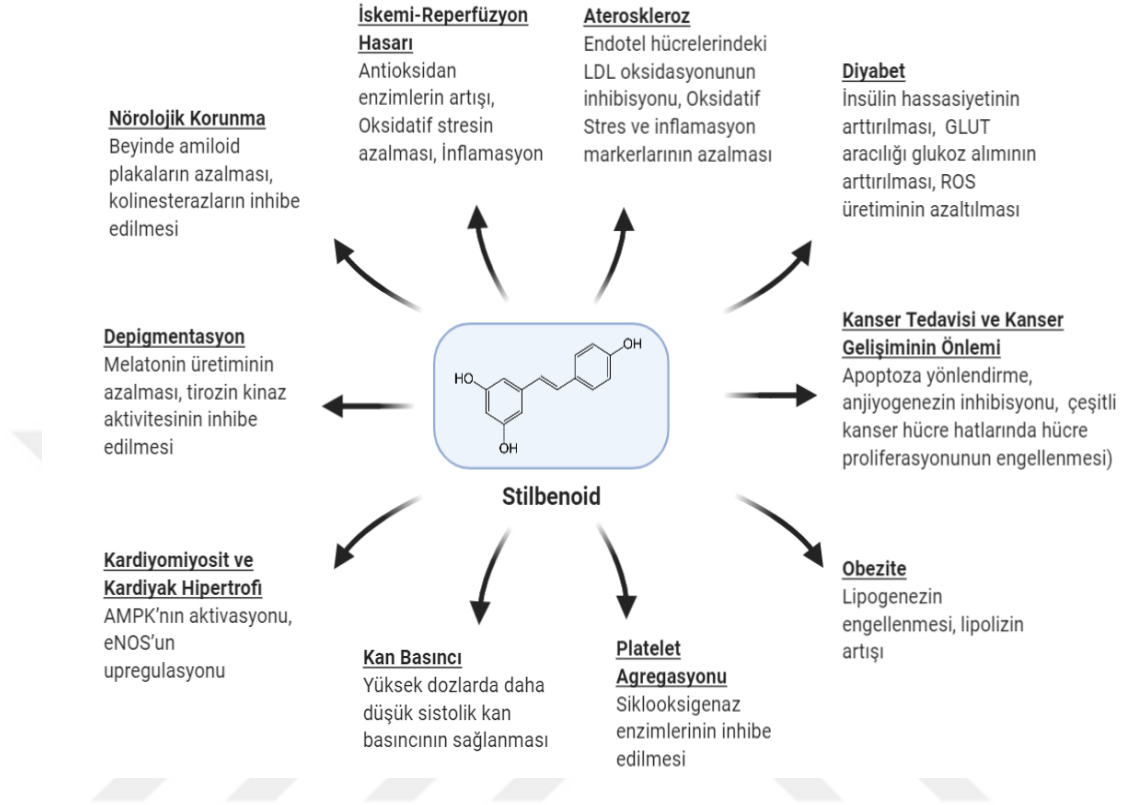 İskemi-Reperfüzyon
Hasarı
Antioksidan
enzimlerin artışı,
Oksidatif stresin
azalması, İnflamasyon
Ateroskleroz
Endotel hücrelerindeki
LDL oksidasyonunun
inhibisyonu, Oksidatif
Stres ve inflamasyon
markerlarının azalması
Diyabet
İnsülin hassasiyetinin
arttırılması, GLUT
aracılığı glukoz alımının
arttırılması, ROS
üretiminin azaltılması
Nörolojik Korunma
Beyinde amiloid
plakaların azalması,
kolinesterazların inhibe
edilmesi
Depigmentasyon
Melatonin üretiminin
azalması, tirozin kinaz
aktivitesinin inhibe
edilmesi
OH
HO
OH
Stilbenoid
Kanser Tedavisi ve Kanser
Gelişiminin Önlemi
Apoptoza yönlendirme,
anjiyogenezin inhibisyonu, çeşitli
kanser hücre hatlarında hücre
proliferasyonunun engellenmesi)
Kardiyomiyosit ve
Kardiyak Hipertrofi
AMPK'nın aktivasyonu,
eNOS'un
upregulasyonu
Kan Basıncı
Yüksek dozlarda daha
düşük sistolik kan
basıncının sağlanması
Platelet
Agregasyonu
Siklooksigenaz
enzimlerinin inhibe
edilmesi
Obezite
Lipogenezin
engellenmesi, lipolizin
artışı